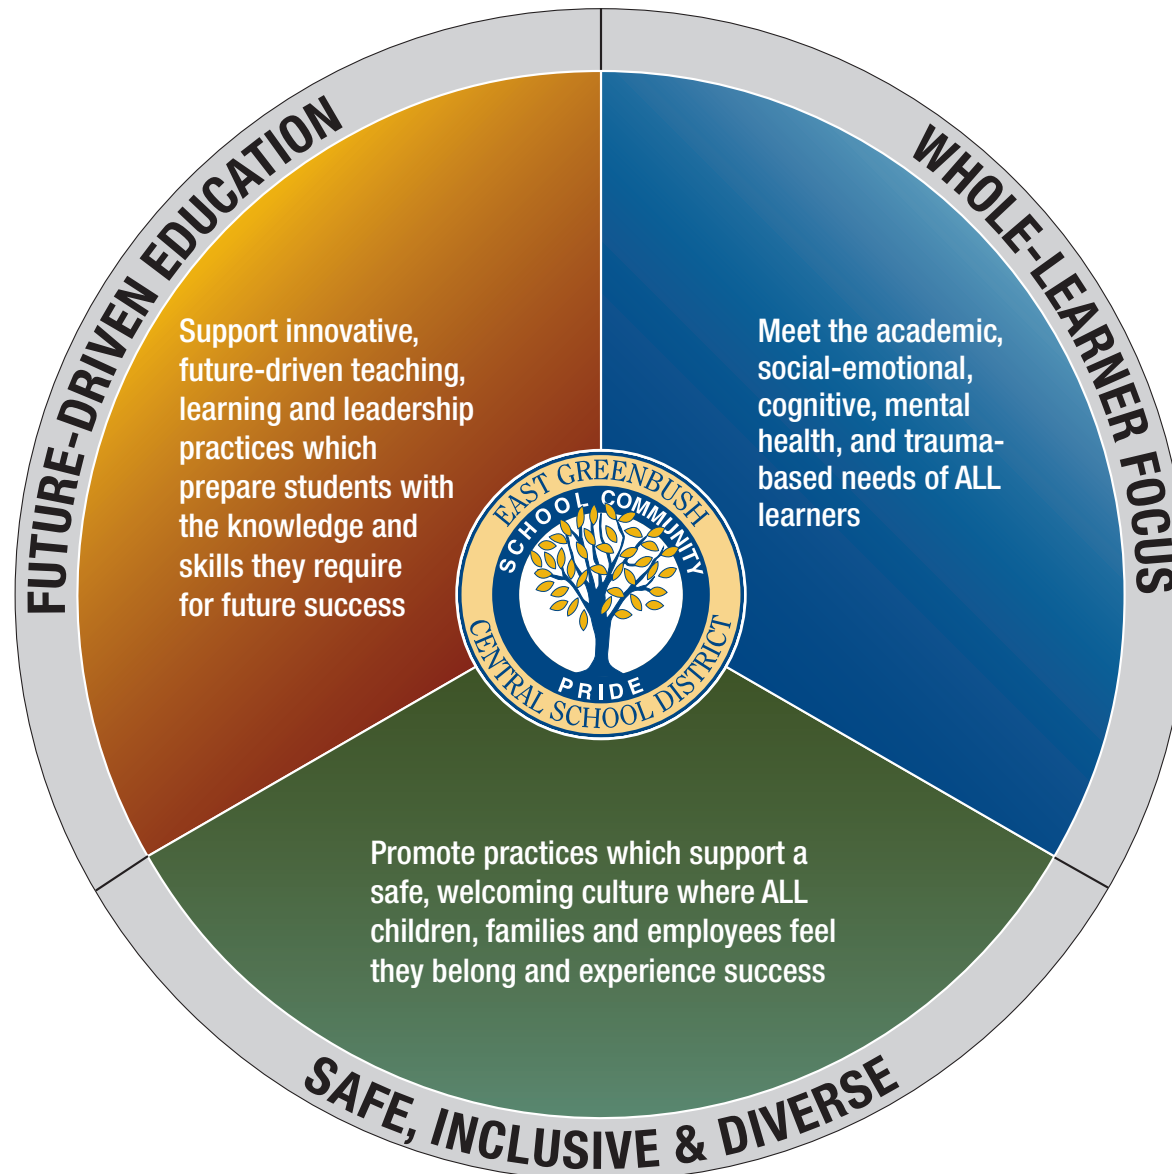 FUTURE-DRIVEN EDUCATION
Support innovative,
future-driven teaching,
learning and leadership
practices which
prepare students with
the knowledge and
skills they require
for future success
WHOLE-LEARNER FOCUS
Meet the academic,
social-emotional,
cognitive, mental
health, and trauma-
based needs of ALL
learners
EAST GREENBUSH
SCHOOL COMMUNITY
PRIDE
CENTRAL SCHOOL DISTRICT
Promote practices which support a
safe, welcoming culture where ALL
children, families and employees feel
they belong and experience success
SAFE, INCLUSIVE & DIVERSE